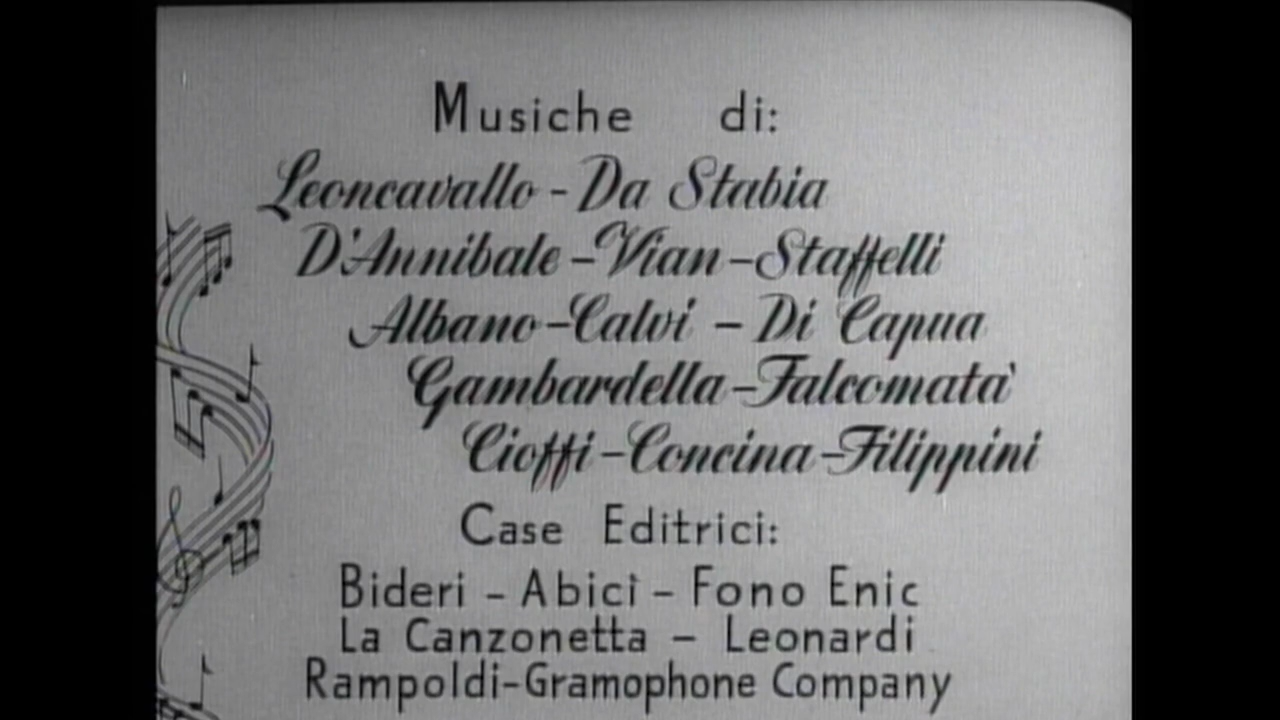 Musiche di:
Leoncavallo - Da Stabia
D'Annibale - Vian - Staffelli
Albano - Calvi - Di Capua
Gambardella - Falcomatà
Cioffi - Concina - Filippini
Case Editrici:
Bideri - Abici - Fono Enic
La Canzonetta - Leonardi
Rampoldi - Gramophone Company